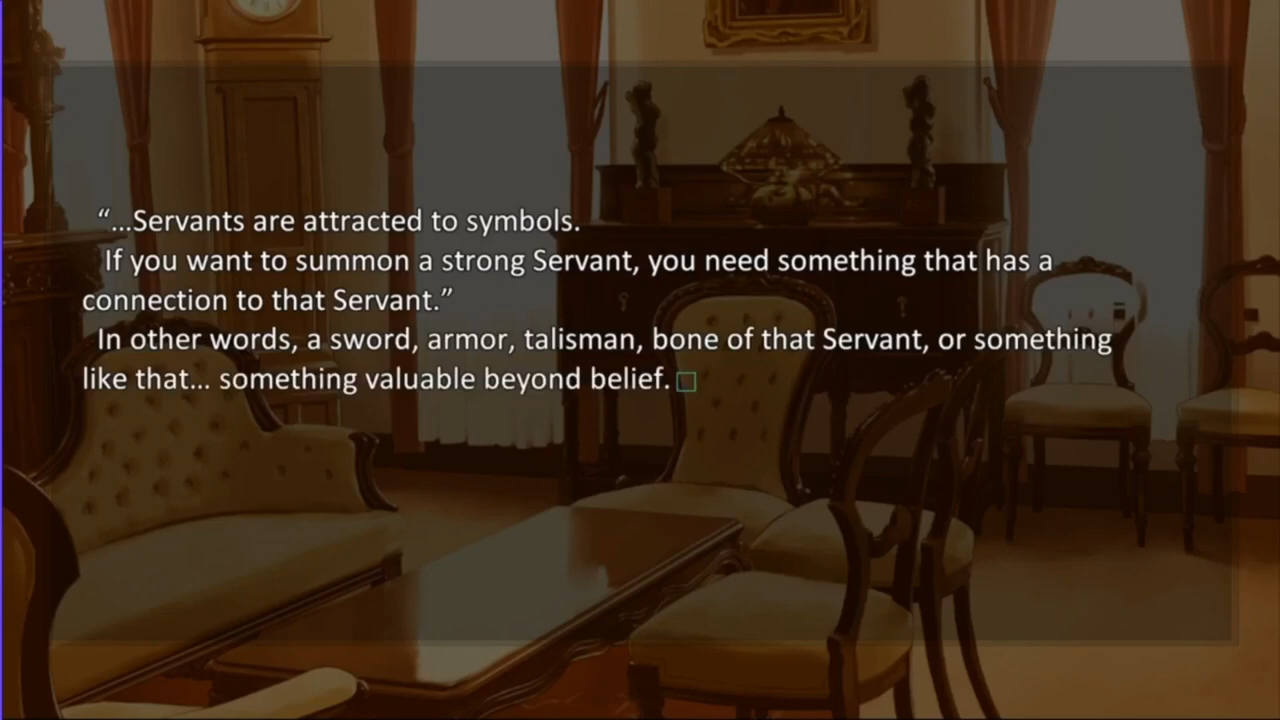 “...Servants are attracted to symbols.
If you want to summon a strong Servant, you need something that has a
connection to that Servant.”
In other words, a sword, armor, talisman, bone of that Servant, or something
like that... something valuable beyond belief.